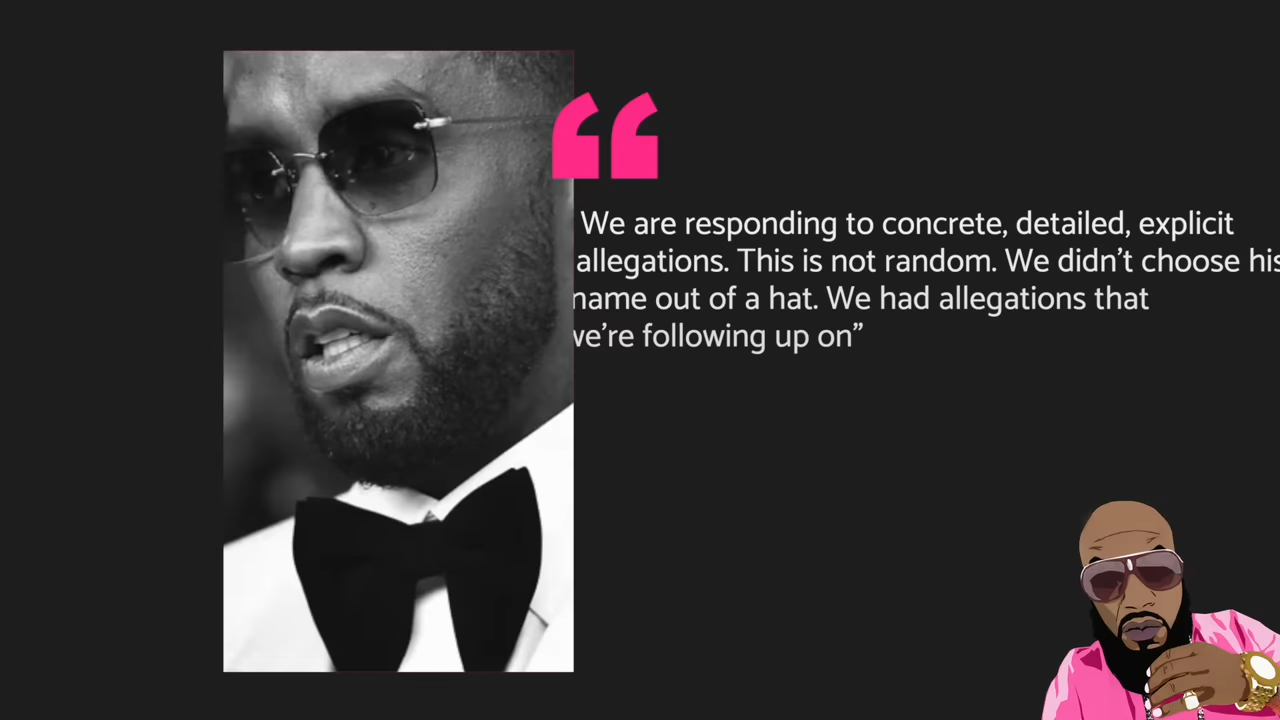 “
We are responding to concrete, detailed, explicit
allegations. This is not random. We didn’t choose his
name out of a hat. We had allegations that
we’re following up on”